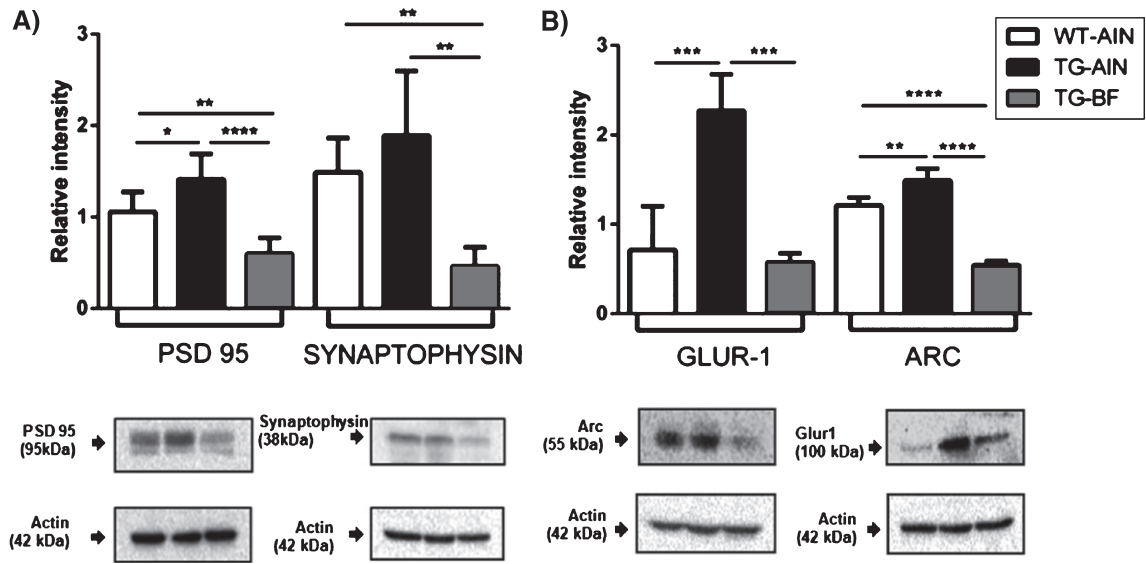 A)
Relative intensity
3
2
1
0
**
*
****
**
**
PSD 95
SYNAPTOPHYSIN
B)
Relative intensity
3
2
1
0
***
***
****
**
****
GLUR-1
ARC
WT-AIN
TG-AIN
TG-BF
PSD 95
(95kDa)
Synaptophysin
(38kDa)
Arc
(55 kDa)
Glur1
(100 kDa)
Actin
(42 kDa)
Actin
(42 kDa)
Actin
(42 kDa)
Actin
(42 kDa)